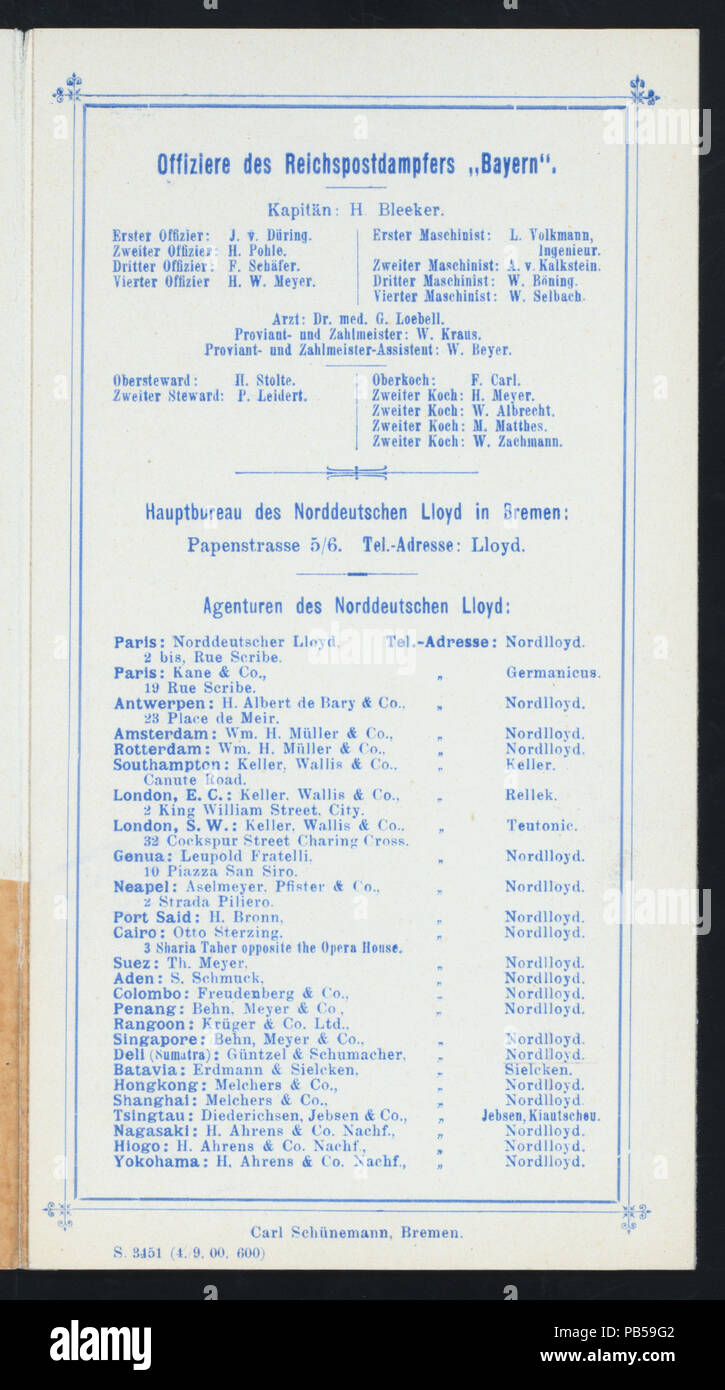 Offiziere des Reichspostdampfers „Bayern“.
Kapitän: H. Bleeker.
Erster Offizier: J. v. Düring.
Zweiter Offizier: H. Pohle.
Dritter Offizier: F. Schäfer.
Vierter Offizier H. W. Meyer.
Erster Maschinist: L. Volkmann,
Ingenieur.
Zweiter Maschinist: A. v. Kalkstein.
Dritter Maschinist: W. Böning.
Vierter Maschinist: W. Selbach.
Arzt: Dr. med. G. Loebell.
Proviant- und Zahlmeister: W. Kraus.
Proviant- und Zahlmeister-Assistent: W. Beyer.
Obersteward: H. Stolte.
Zweiter Steward: P. Leidert.
Oberkoch: F. Carl.
Zweiter Koch: H. Meyer.
Zweiter Koch: W. Albrecht.
Zweiter Koch: M. Matthes.
Zweiter Koch: W. Zachmann.
Hauptbureau des Norddeutschen Lloyd in Bremen:
Papenstrasse 5/6. Tel.-Adresse: Lloyd.
Agenturen des Norddeutschen Lloyd:
Paris: Norddeutscher Lloyd, Tel.-Adresse: Nordlloyd.
2 bis, Rue Scribe.
Paris: Kane & Co., „ Germanicus.
19 Rue Scribe.
Antwerpen: H. Albert de Bary & Co., „ Nordlloyd.
23 Place de Meir.
Amsterdam: Wm. H. Müller & Co., „ Nordlloyd.
Rotterdam: Wm. H. Müller & Co., „ Nordlloyd.
Southampton: Keller, Wallis & Co., „ Keller.
Canute Road.
London, E. C.: Keller, Wallis & Co., „ Rellek.
2 King William Street, City.
London, S. W.: Keller, Wallis & Co., „ Teutonic.
32 Cockspur Street Charing Cross.
Genua: Leupold Fratelli, „ Nordlloyd.
10 Piazza San Siro.
Neapel: Aselmeyer, Pfister & Co., „ Nordlloyd.
2 Strada Piliero.
Port Said: H. Bronn, „ Nordlloyd.
Cairo: Otto Sterzing, „ Nordlloyd.
3 Sharia Taher opposite the Opera House.
Suez: Th. Meyer, „ Nordlloyd.
Aden: S. Schmuck, „ Nordlloyd.
Colombo: Freudenberg & Co., „ Nordlloyd.
Penang: Behn, Meyer & Co., „ Nordlloyd.
Rangoon: Krüger & Co. Ltd.,
Singapore: Behn, Meyer & Co., „ Nordlloyd.
Deli (Sumatra): Güntzel & Schumacher, „ Nordlloyd.
Batavia: Erdmann & Sielcken, „ Sielcken.
Hongkong: Melchers & Co., „ Nordlloyd.
Shanghai: Melchers & Co., „ Nordlloyd.
Tsingtau: Diederichsen, Jebsen & Co., „ Jebsen, Kiautschou.
Nagasaki: H. Ahrens & Co. Nachf., „ Nordlloyd.
Hiogo: H. Ahrens & Co. Nachf., „ Nordlloyd.
Yokohama: H. Ahrens & Co. Nachf., „ Nordlloyd.
Carl Schünemann, Bremen.
S. 3451 (4. 9. 00. 600)
a
alamy
alamy
Image ID: PB59G2
www.alamy.com